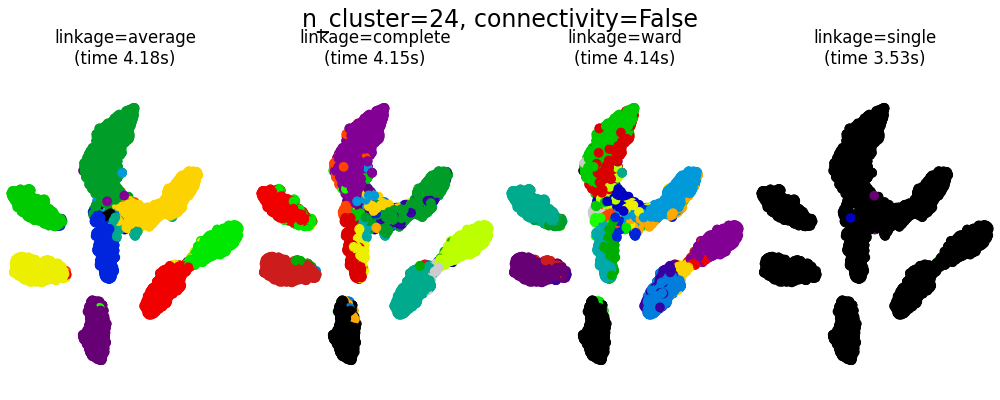 n_cluster=24, connectivity=False
linkage=average
(time 4.18s)
linkage=complete
(time 4.15s)
linkage=ward
(time 4.14s)
linkage=single
(time 3.53s)